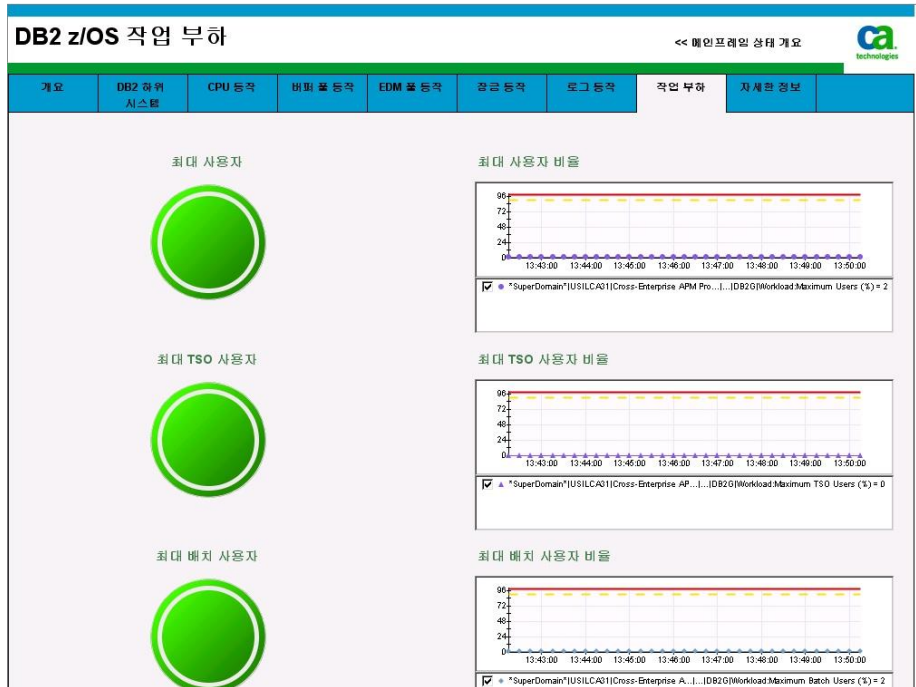 DB2 z/OS 작업 부하
<< 메인프레임 상태 개요
ca
technologies
개요
DB2 하위
시스템
CPU 동작
버퍼 풀 동작
EDM 풀 동작
잠금 동작
로그 동작
작업 부하
자세한 정보
최대 사용자
최대 사용자 비율
96
72
48
24
0
13:43:00 13:44:00 13:45:00 13:46:00 13:47:00 13:48:00 13:49:00 13:50:00
*SuperDomain*|USILCA31|Cross-Enterprise APM Pro...|...|DB2G|Workload:Maximum Users (%) = 2
최대 TSO 사용자
최대 TSO 사용자 비율
96
72
48
24
0
13:43:00 13:44:00 13:45:00 13:46:00 13:47:00 13:48:00 13:49:00 13:50:00
*SuperDomain*|USILCA31|Cross-Enterprise AP...|...|DB2G|Workload:Maximum TSO Users (%) = 0
최대 배치 사용자
최대 배치 사용자 비율
96
72
48
24
0
13:43:00 13:44:00 13:45:00 13:46:00 13:47:00 13:48:00 13:49:00 13:50:00
*SuperDomain*|USILCA31|Cross-Enterprise A...|...|DB2G|Workload:Maximum Batch Users (%) = 2